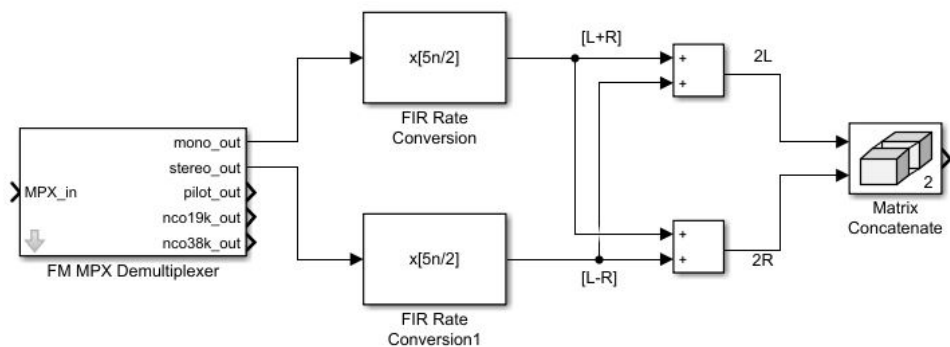 x[5n/2]
FIR Rate
Conversion
[L+R]
+
+
2L
mono_out
stereo_out
MPX_in
pilot_out
nco19k_out
nco38k_out
FM MPX Demultiplexer
2
Matrix
Concatenate
x[5n/2]
FIR Rate
Conversion1
[L-R]
+
+
2R